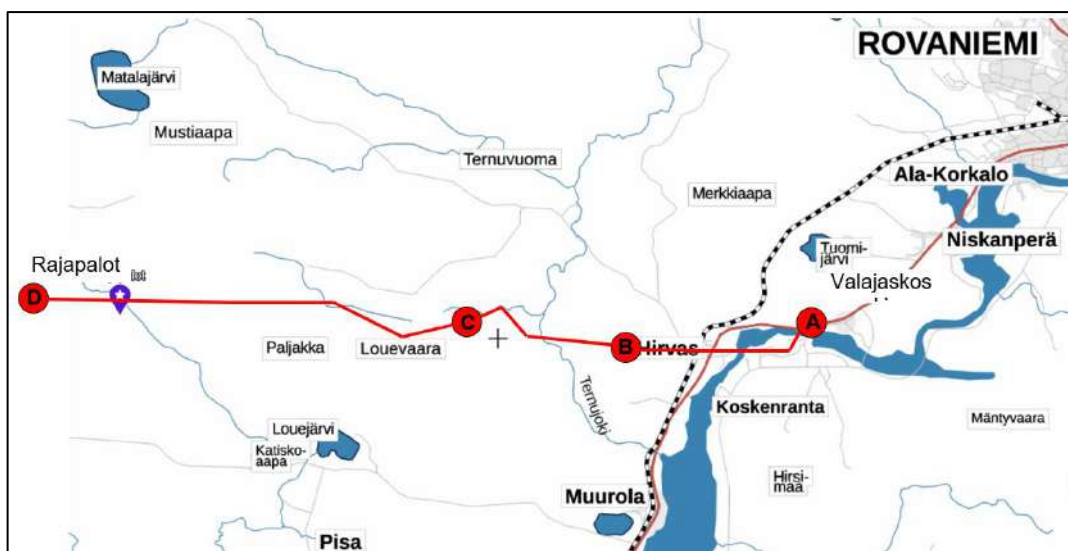 ROVANIEMI
Matalajärvi
Mustiaapa
Ternuvuoma
Merkkiaapa
Ala-Korkalo
Niskanperä
Tuomi-
järvi
Valajaskos
Rajapalot
D
C
B
A
Hirvas
Paljakka
Louevaara
Ternujoki
Koskenranta
Mäntyvaara
Louejärvi
Katisko-
aapa
Hirsi-
maa
Muurola
Pisa